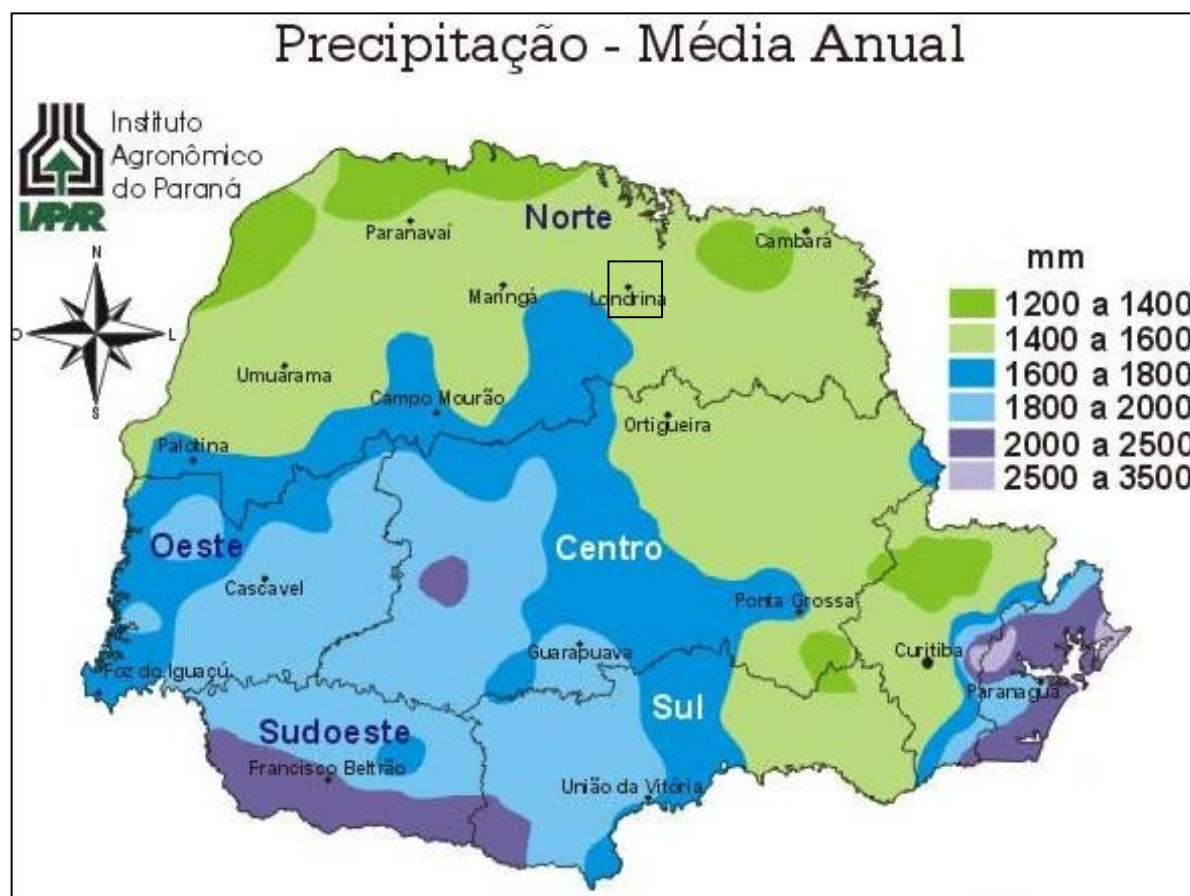 Precipitação - Média Anual
Instituto
Agronômico
do Paraná
IAPAR
N
O
L
S
Norte
Paranavaí
Cambará
Maringá
Londrina
Umuarama
Campo Mourão
Ortigueira
Palotina
Oeste
Centro
Cascavel
Ponta Grossa
Guarapuava
Curitiba
Foz do Iguaçú
Paranaguá
Sul
Sudoeste
Francisco Beltrão
União da Vitória
mm
1200 a 1400
1400 a 1600
1600 a 1800
1800 a 2000
2000 a 2500
2500 a 3500